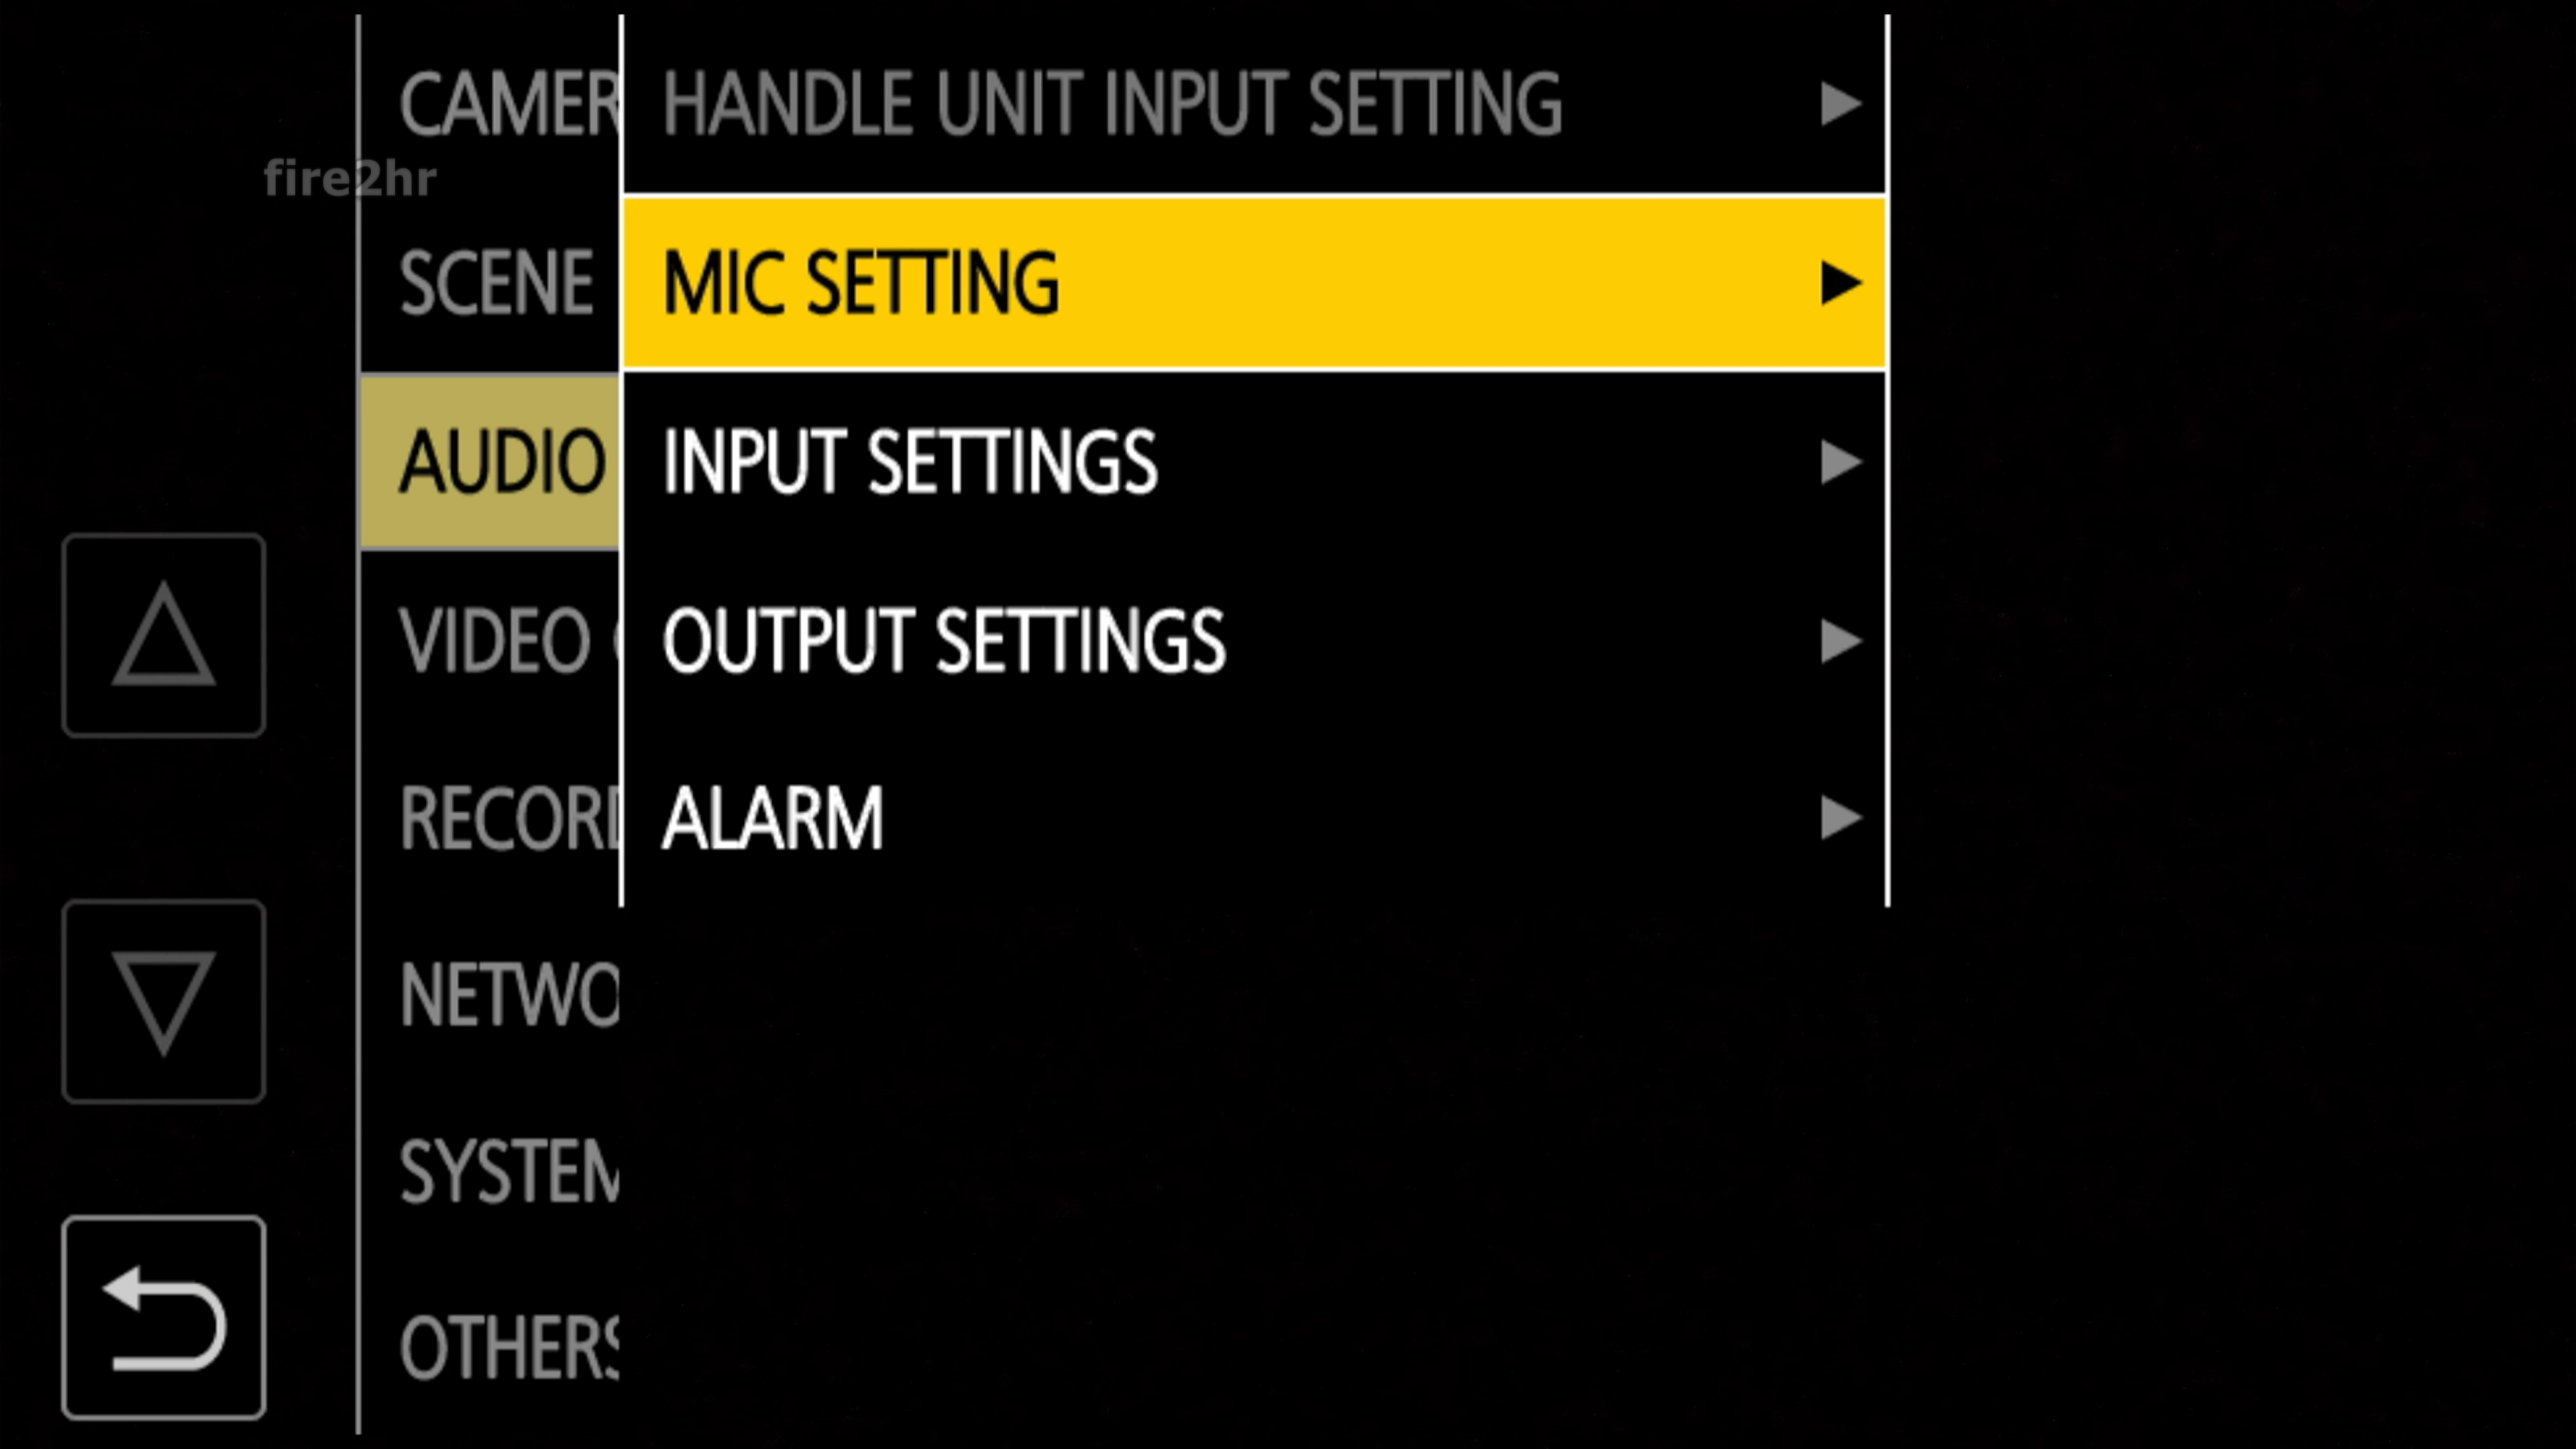 CAMER
HANDLE UNIT INPUT SETTING
fire2hr
SCENE
MIC SETTING
AUDIO
INPUT SETTINGS
VIDEO
OUTPUT SETTINGS
RECORD
ALARM
NETWO
SYSTEM
OTHERS